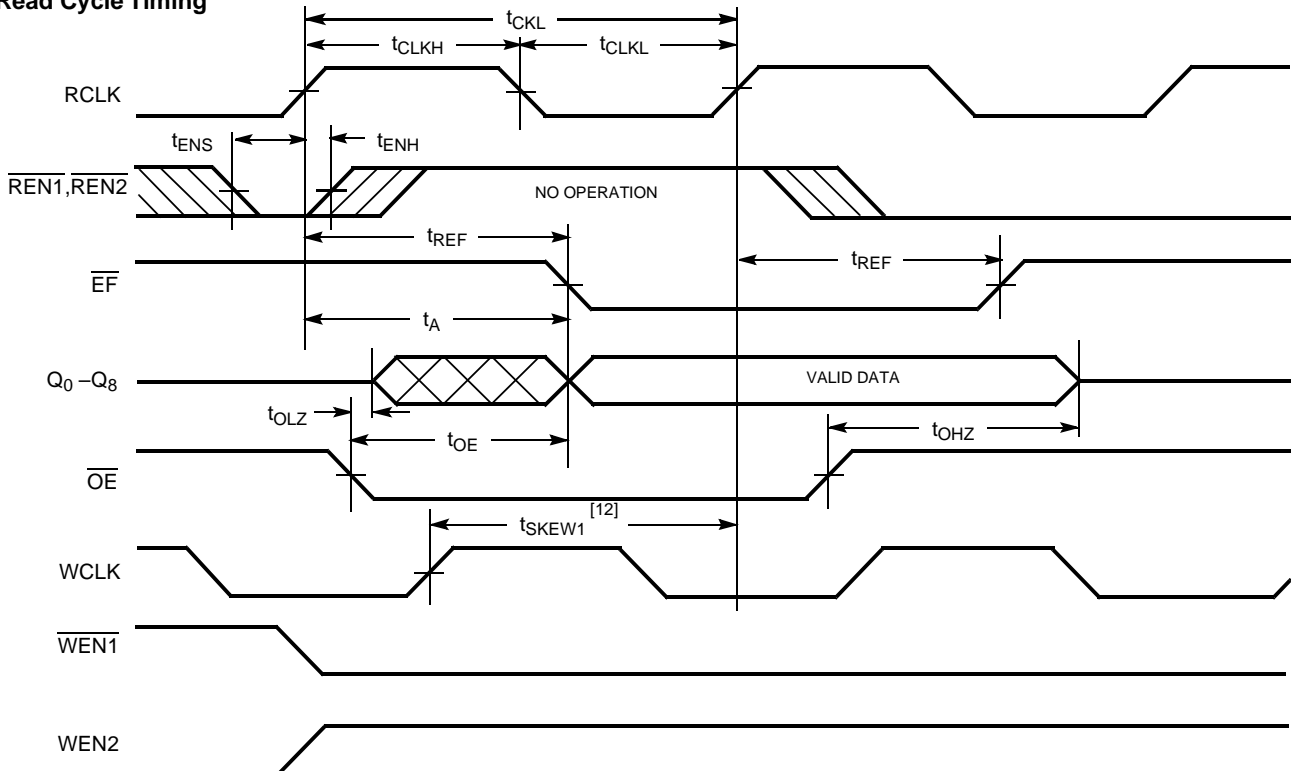 Read Cycle Timing
tCKL
tCLKH
tCLKL
RCLK
tENS
tENH
REN1,REN2
NO OPERATION
tREF
tREF
EF
tA
Q0 –Q8
VALID DATA
tOLZ
tOE
tOHZ
OE
tSKEW1 [12]
WCLK
WEN1
WEN2